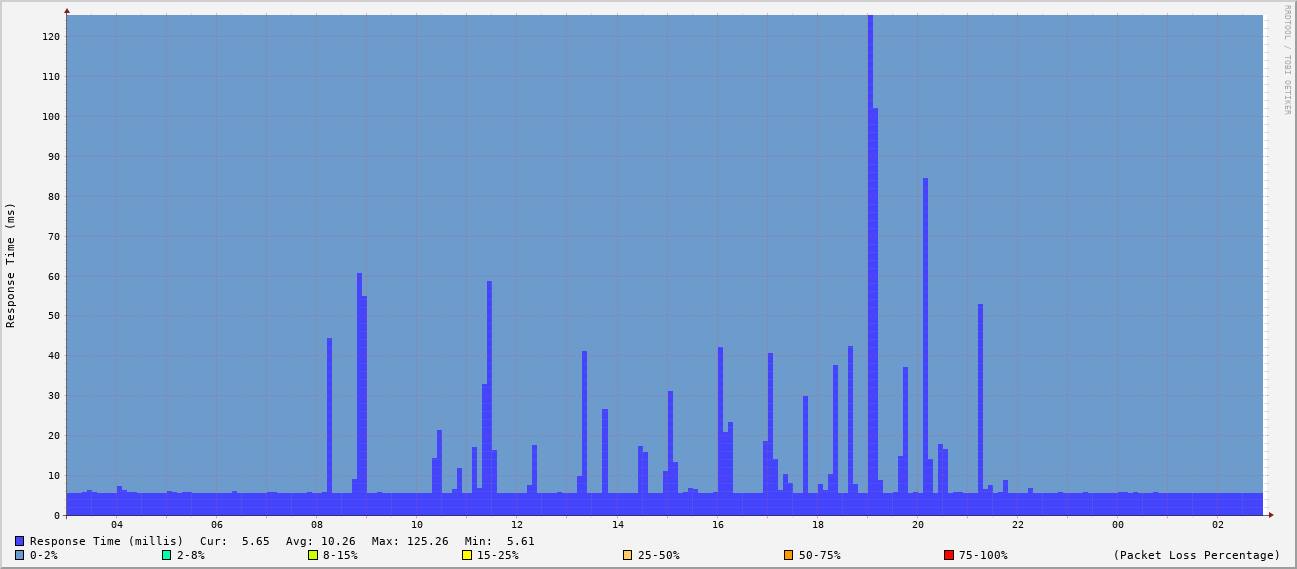 RRDTOOL / TOBI OETIKER
Response Time (ms)
120
110
100
90
80
70
60
50
40
30
20
10
0
04 06 08 10 12 14 16 18 20 22 00 02
Response Time (millis) Cur: 5.65 Avg: 10.26 Max: 125.26 Min: 5.61
0-2% 2-8% 8-15% 15-25% 25-50% 50-75% 75-100% (Packet Loss Percentage)